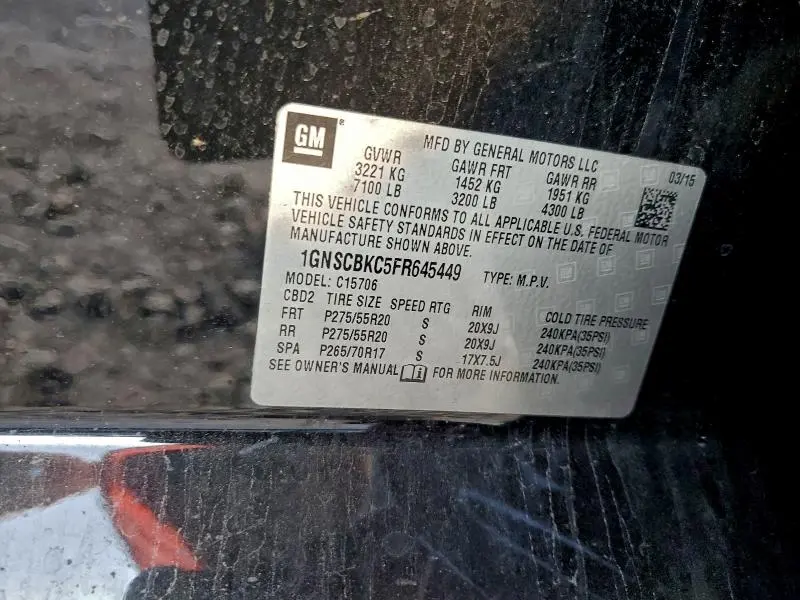 GM
MFD BY GENERAL MOTORS LLC 03/15
GVWR GAWR FRT GAWR RR
3221 KG 1452 KG 1951 KG
7100 LB 3200 LB 4300 LB
THIS VEHICLE CONFORMS TO ALL APPLICABLE U.S. FEDERAL MOTOR
VEHICLE SAFETY STANDARDS IN EFFECT ON THE DATE OF
MANUFACTURE SHOWN ABOVE.
1GNSCBKC5FR645449 TYPE: M.P.V.
MODEL: C15706
CBD2 TIRE SIZE SPEED RTG RIM COLD TIRE PRESSURE
FRT P275/55R20 S 20X9J 240KPA(35PSI)
RR P275/55R20 S 20X9J 240KPA(35PSI)
SPA P265/70R17 S 17X7.5J 240KPA(35PSI)
SEE OWNER'S MANUAL FOR MORE INFORMATION.